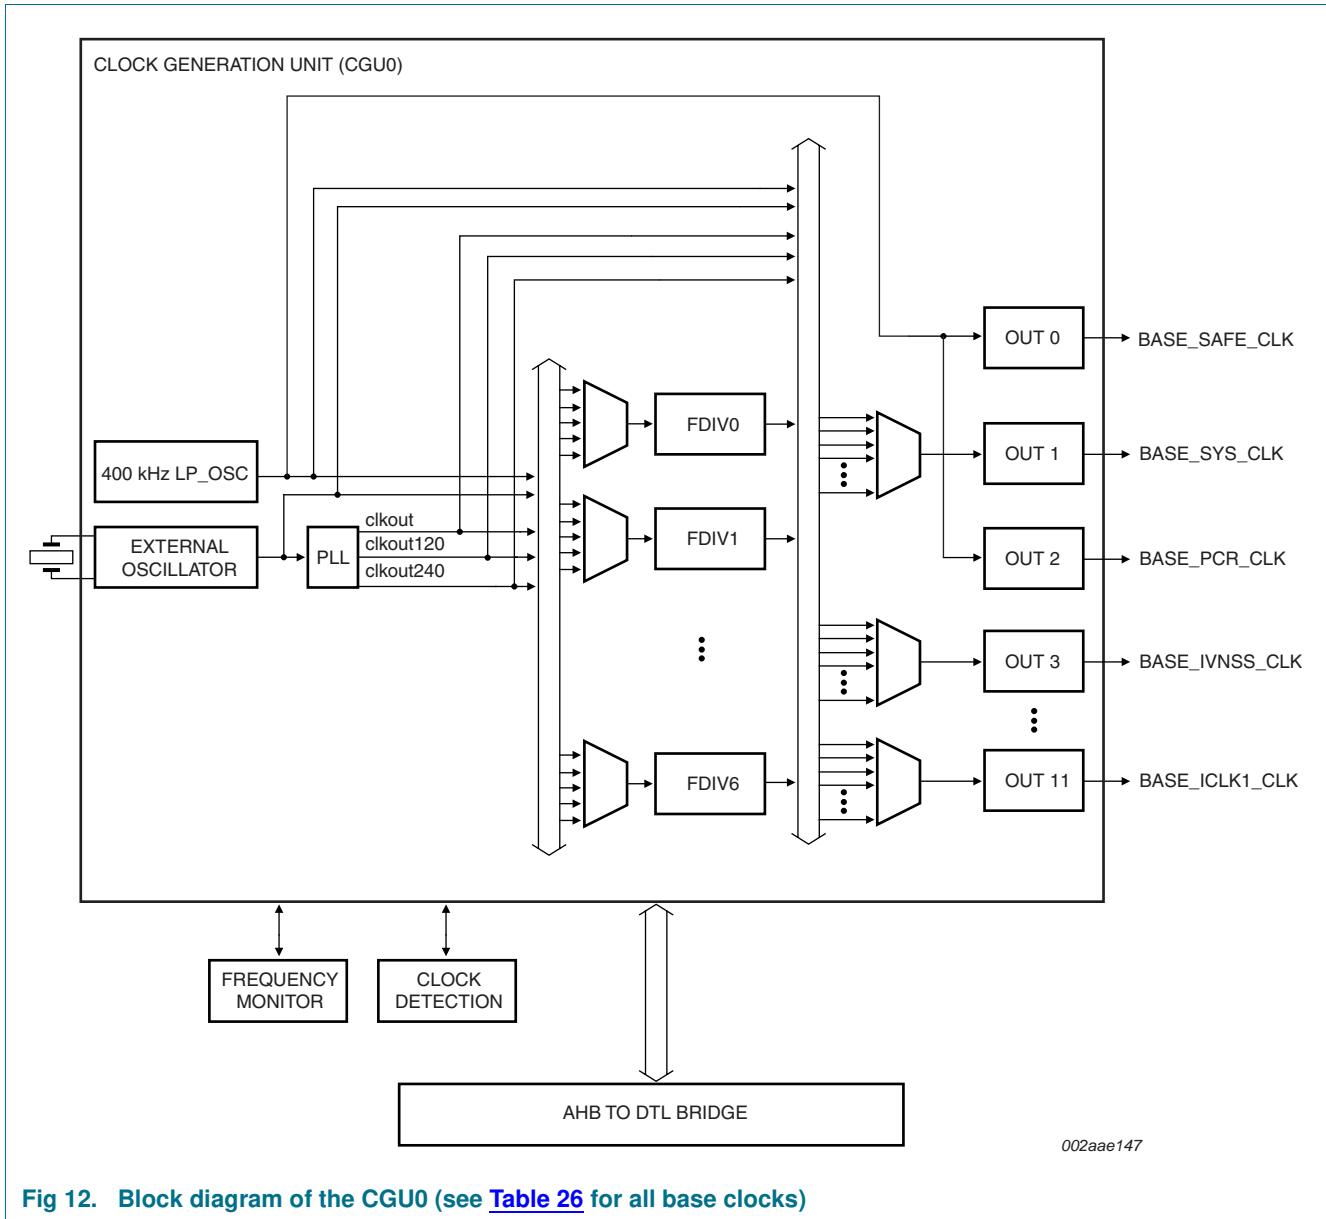 CLOCK GENERATION UNIT (CGU0)
OUT 0
BASE_SAFE_CLK
FDIV0
400 kHz LP_OSC
OUT 1
BASE_SYS_CLK
EXTERNAL
OSCILLATOR
PLL
clkout
clkout120
clkout240
FDIV1
OUT 2
BASE_PCR_CLK
OUT 3
BASE_IVNSS_CLK
FDIV6
OUT 11
BASE_ICLK1_CLK
FREQUENCY
MONITOR
CLOCK
DETECTION
AHB TO DTL BRIDGE
002aae147
Fig 12. Block diagram of the CGU0 (see Table 26 for all base clocks)